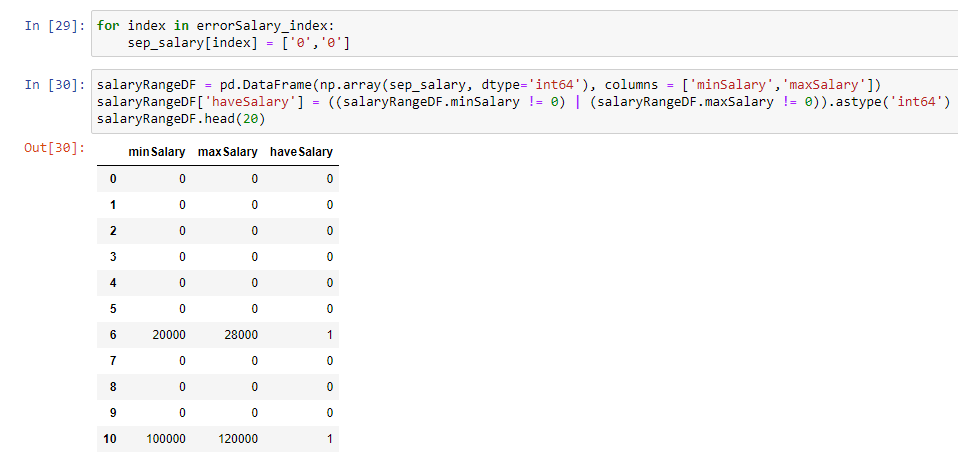 In [29]: for index in errorSalary_index:
sep_salary[index] = ['0','0']
In [30]: salaryRangeDF = pd.DataFrame(np.array(sep_salary, dtype='int64'), columns = ['minSalary','maxSalary'])
salaryRangeDF['haveSalary'] = ((salaryRangeDF.minSalary != 0) | (salaryRangeDF.maxSalary != 0)).astype('int64')
salaryRangeDF.head(20)
Out[30]:
minSalary maxSalary haveSalary
0 0 0 0
1 0 0 0
2 0 0 0
3 0 0 0
4 0 0 0
5 0 0 0
6 20000 28000 1
7 0 0 0
8 0 0 0
9 0 0 0
10 100000 120000 1